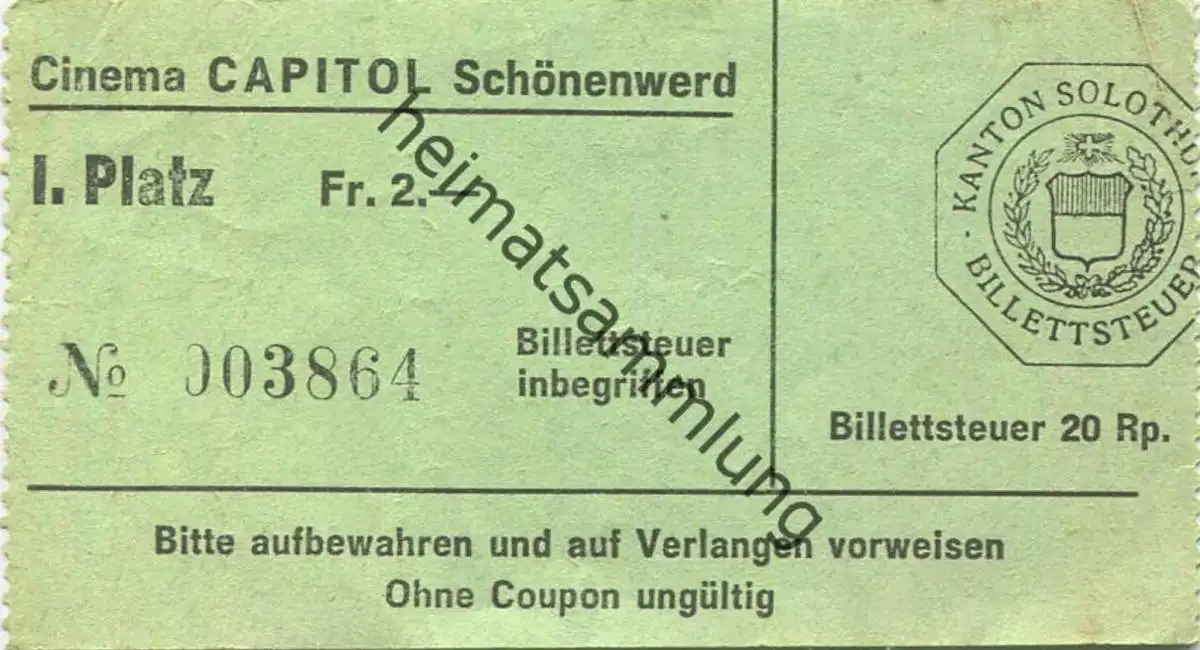 Cinema CAPITOL Schönenwerd
I. Platz Fr. 2.—
№ 003864
Billettsteuer
inbegriffen
KANTON SOLOTHUR
· BILLETTSTEUER
Billettsteuer 20 Rp.
Bitte aufbewahren und auf Verlangen vorweisen
Ohne Coupon ungültig
heimatsammlung